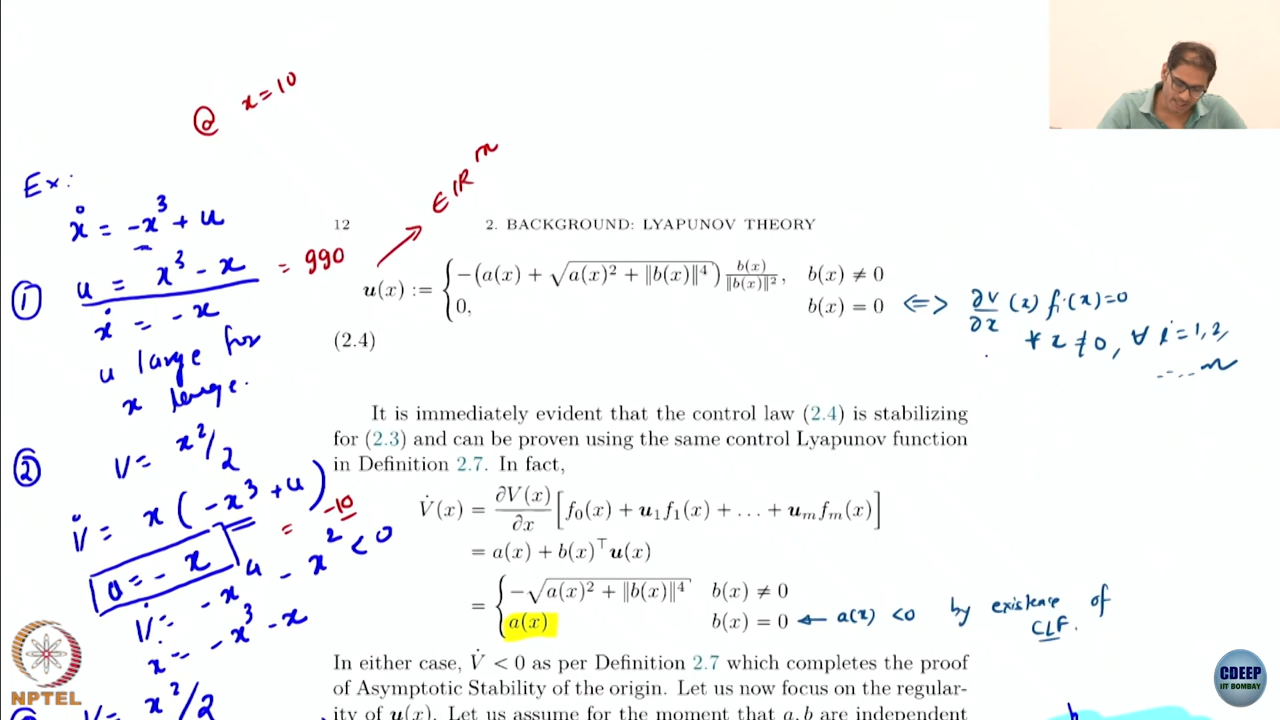 @ x=10
Ex:
ẋ = -x³ + u
① u = x³ - x = 990
ẋ = -x
u large for
x large.
② V = x²/2
V̇ = x(-x³+u)
u = -x = -10
V̇ = -x⁴ - x² < 0
ẋ = -x³ - x
V = x²/2
∈ ℝᵐ
12 2. BACKGROUND: LYAPUNOV THEORY
u(x) := { -(a(x) + √(a(x)² + ‖b(x)‖⁴)) b(x)/‖b(x)‖², b(x) ≠ 0
0, b(x) = 0 <=> ∂V/∂x (x) fᵢ(x)=0
∀ x ≠ 0, ∀ i = 1, 2, .... m
(2.4)
It is immediately evident that the control law (2.4) is stabilizing
for (2.3) and can be proven using the same control Lyapunov function
in Definition 2.7. In fact,
V̇(x) = ∂V(x)/∂x [f₀(x) + u₁f₁(x) + … + uₘfₘ(x)]
= a(x) + b(x)ᵀu(x)
= { -√(a(x)² + ‖b(x)‖⁴) b(x) ≠ 0
a(x) b(x) = 0 ← a(x) < 0 by existence of
CLF.
In either case, V̇ < 0 as per Definition 2.7 which completes the proof
of Asymptotic Stability of the origin. Let us now focus on the regular-
ity of u(x). Let us assume for the moment that a, b are independent
b
NPTEL
CDEEP
IIT BOMBAY